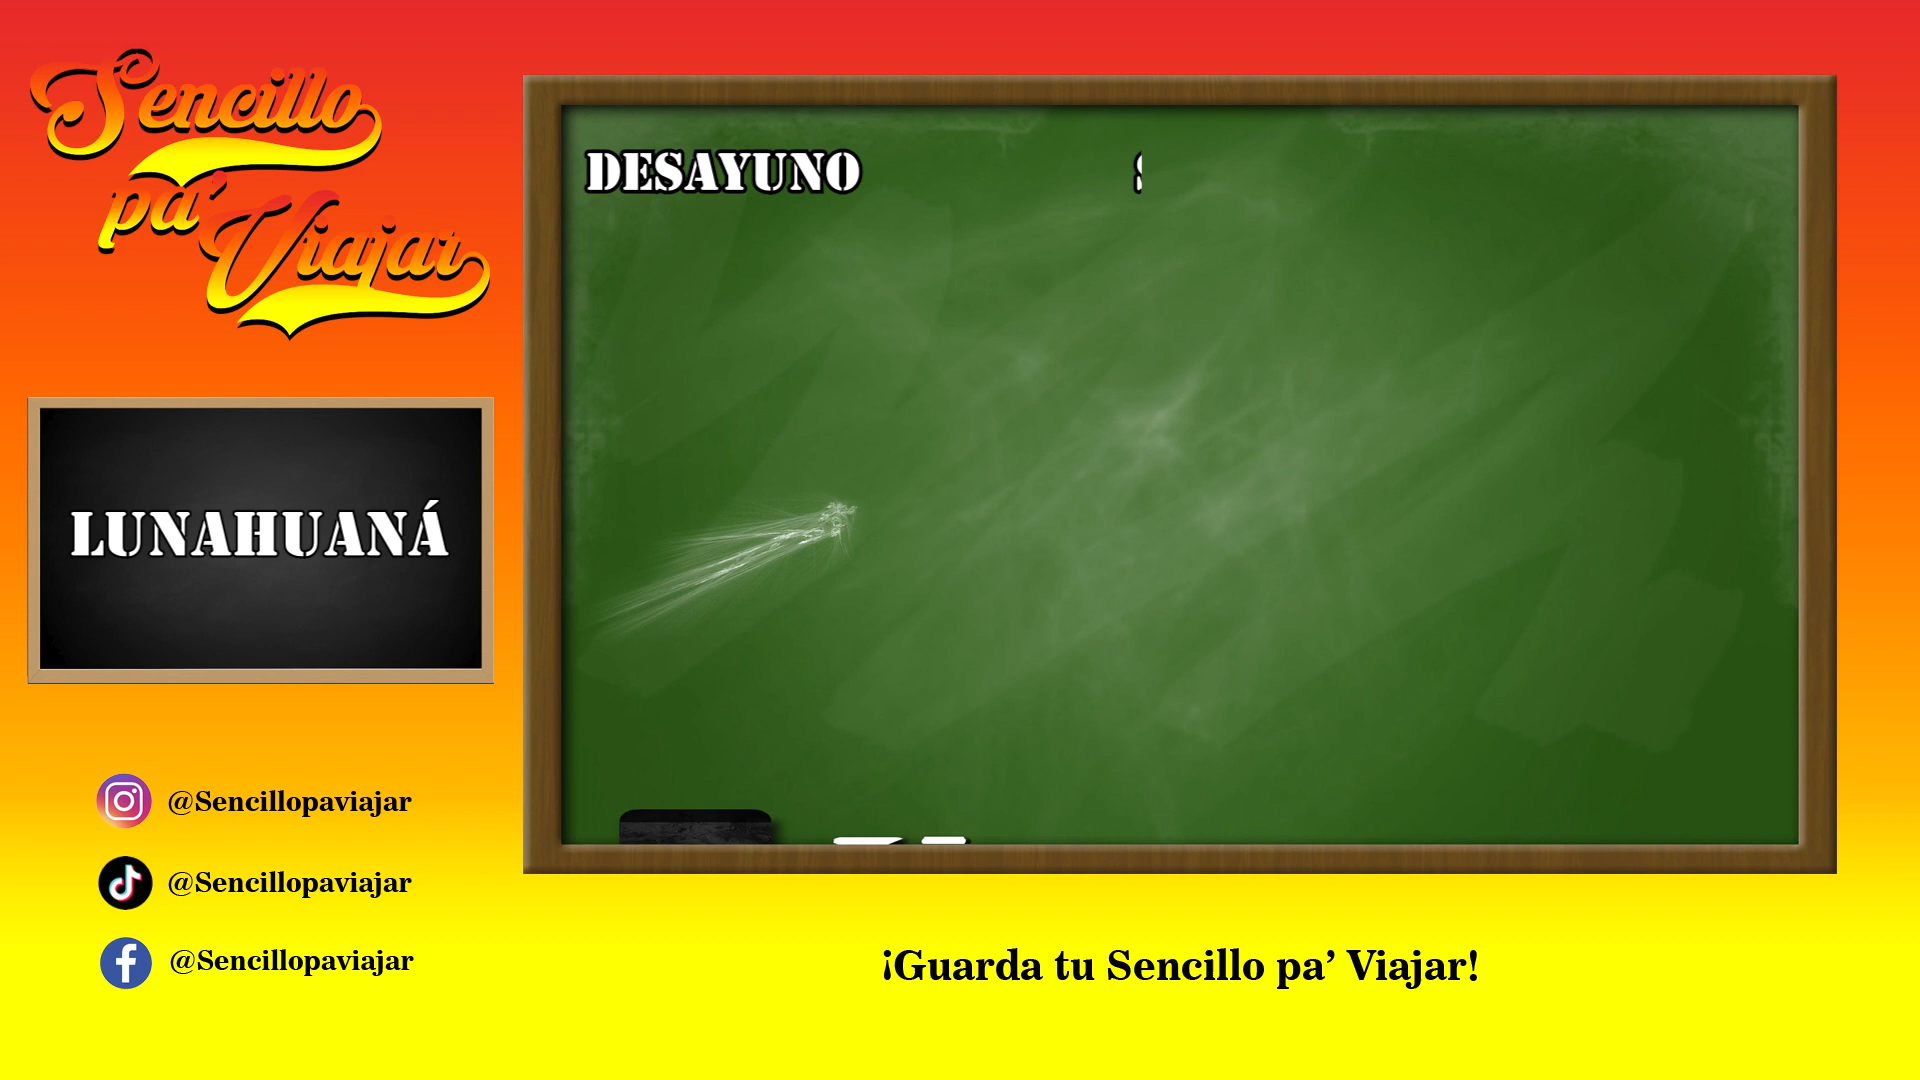 Sencillo
pa' Viajar
DESAYUNO
LUNAHUANÁ
@Sencillopaviajar
@Sencillopaviajar
@Sencillopaviajar
¡Guarda tu Sencillo pa’ Viajar!